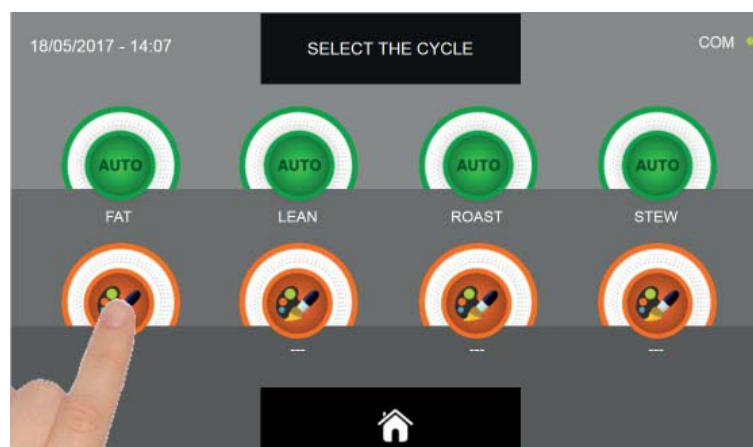 18/05/2017 - 14:07
SELECT THE CYCLE
COM
AUTO AUTO AUTO AUTO
FAT LEAN ROAST STEW
--- --- ---